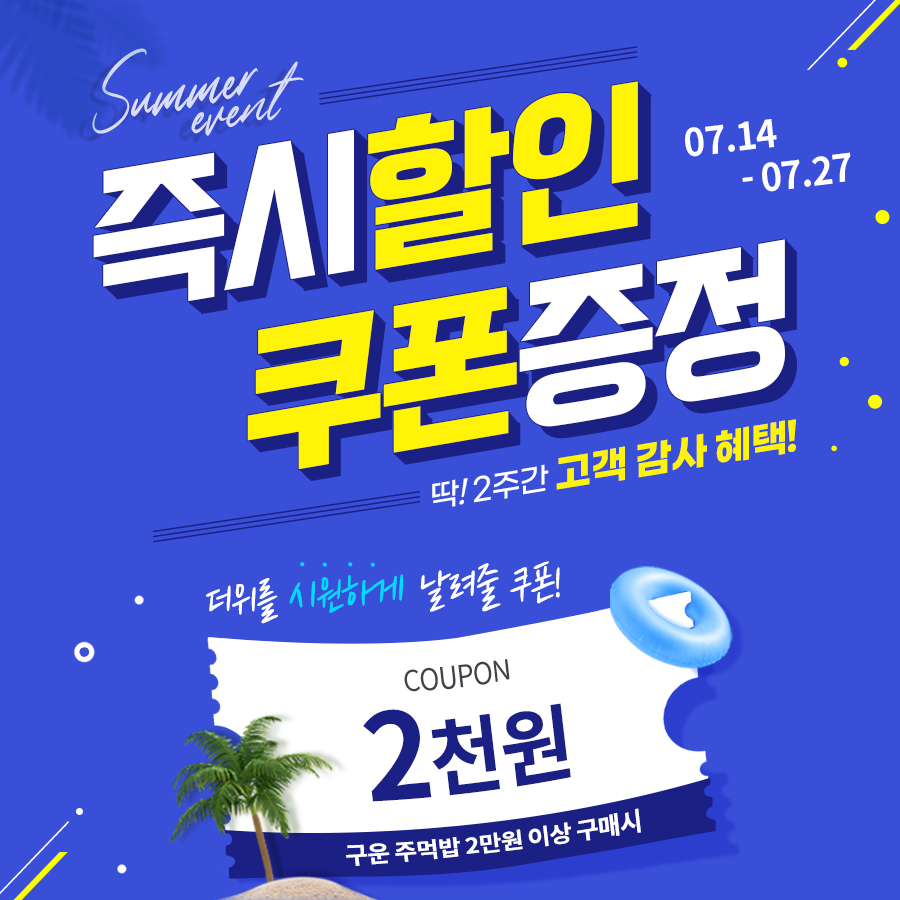 Summer
event
07.14
- 07.27
즉시할인
쿠폰증정
딱! 2주간 고객 감사 혜택!
더위를 시원하게 날려줄 쿠폰!
COUPON
2천원
구운 주먹밥 2만원 이상 구매시